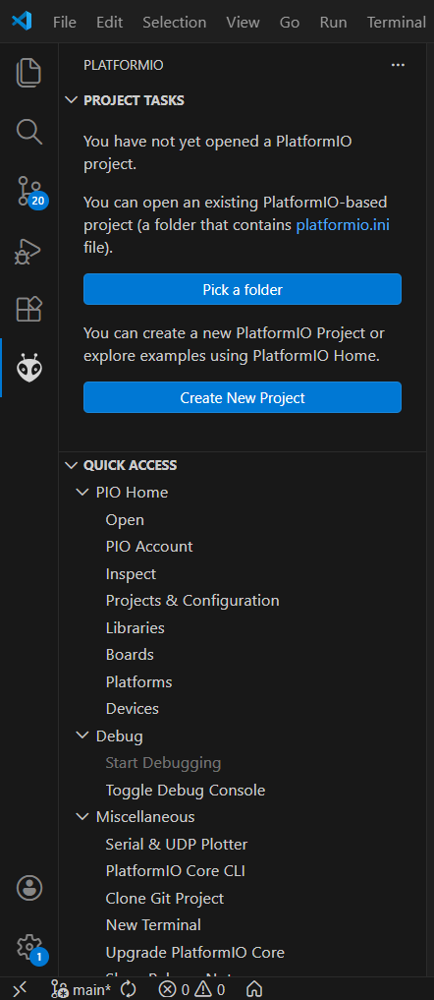 File Edit Selection View Go Run Terminal
PLATFORMIO
PROJECT TASKS
You have not yet opened a PlatformIO
project.
You can open an existing PlatformIO-based
project (a folder that contains platformio.ini
file).
Pick a folder
You can create a new PlatformIO Project or
explore examples using PlatformIO Home.
Create New Project
QUICK ACCESS
PIO Home
Open
PIO Account
Inspect
Projects & Configuration
Libraries
Boards
Platforms
Devices
Debug
Start Debugging
Toggle Debug Console
Miscellaneous
Serial & UDP Plotter
PlatformIO Core CLI
Clone Git Project
New Terminal
Upgrade PlatformIO Core
20
1
main* 0 0